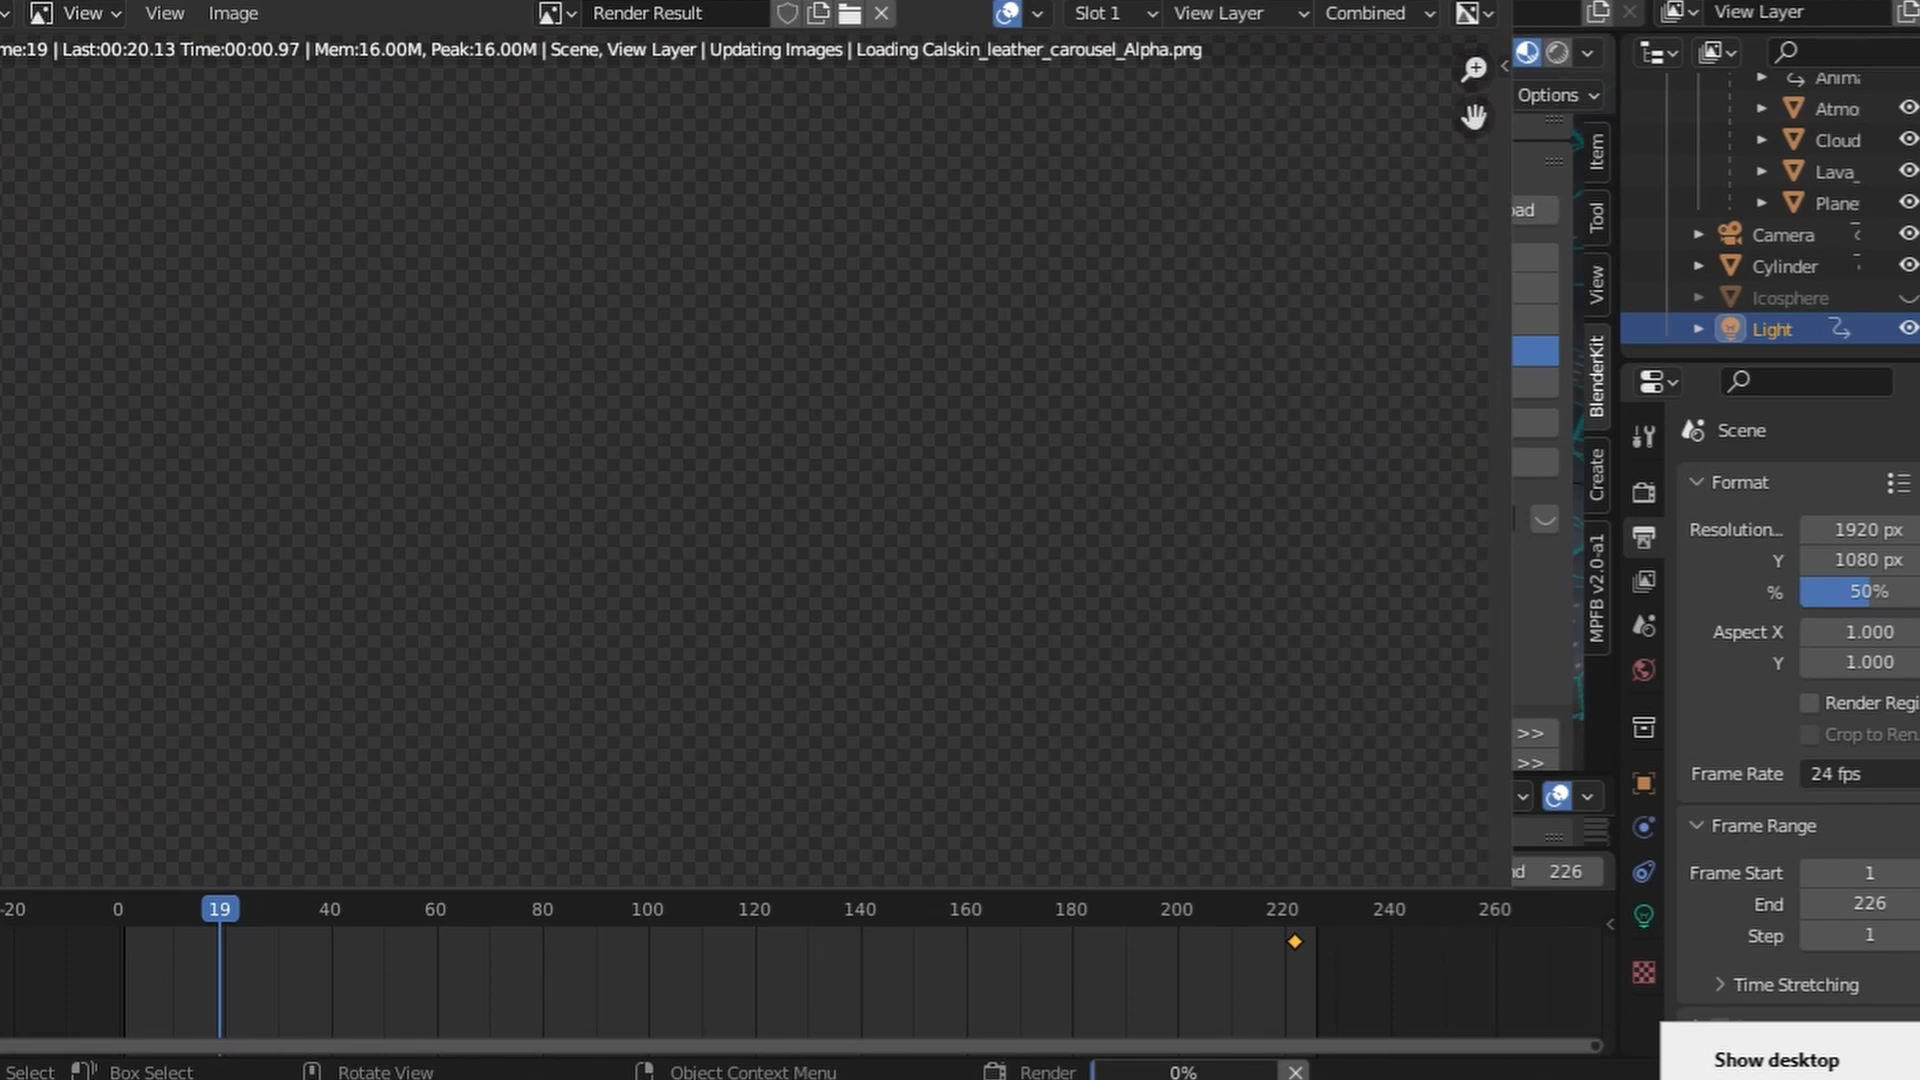 View View Image Render Result Slot 1 View Layer Combined View Layer
me:19 | Last:00:20.13 Time:00:00.97 | Mem:16.00M, Peak:16.00M | Scene, View Layer | Updating Images | Loading Calskin_leather_carousel_Alpha.png
Options
Item
Tool
View
BlenderKit
Create
MPFB v2.0-a1
oad
>>
>>
nd 226
Anim
Atmo
Cloud
Lava_
Plane
Camera
Cylinder
Icosphere
Light
Scene
Format
Resolution... 1920 px
Y 1080 px
% 50%
Aspect X 1.000
Y 1.000
Render Regi
Crop to Ren...
Frame Rate 24 fps
Frame Range
Frame Start 1
End 226
Step 1
Time Stretching
-20 0 19 40 60 80 100 120 140 160 180 200 220 240 260
Select Box Select Rotate View Object Context Menu Render 0%
Show desktop